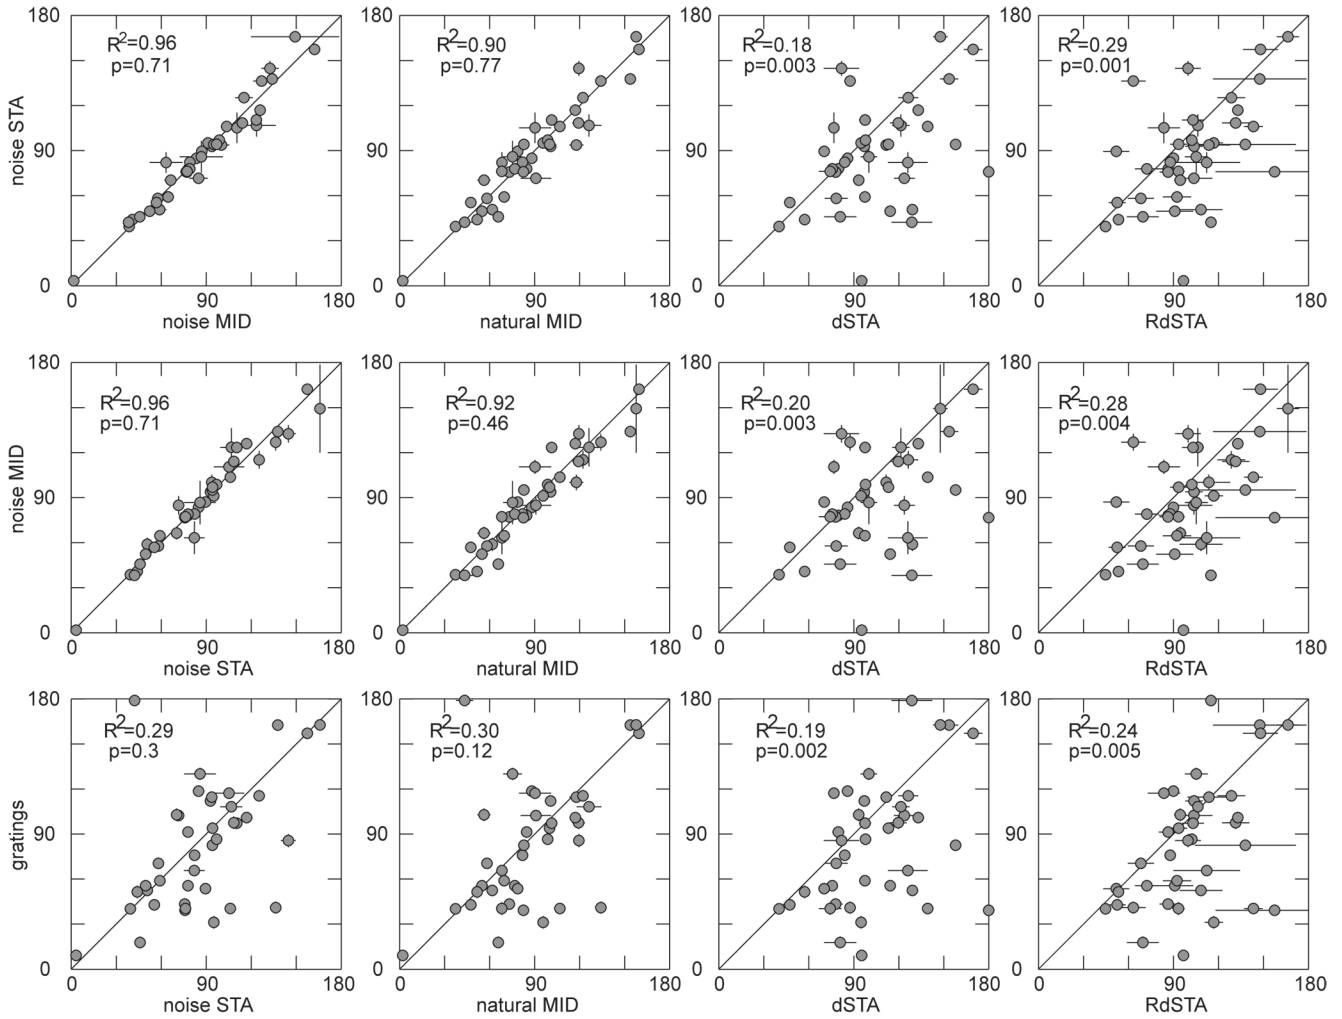 180
R2=0.96
p=0.71
R2=0.90
p=0.77
180
R2=0.18
p=0.003
180
R2=0.29
p=0.001
noise STA
90
90
90
0
0
0
0 90 180
noise MID
0 90 180
natural MID
0 90 180
dSTA
0 90 180
RdSTA
180
R2=0.96
p=0.71
R2=0.92
p=0.46
180
R2=0.20
p=0.003
180
R2=0.28
p=0.004
noise MID
90
90
90
0
0
0
0 90 180
noise STA
0 90 180
natural MID
0 90 180
dSTA
0 90 180
RdSTA
180
R2=0.29
p=0.3
180
R2=0.30
p=0.12
180
R2=0.19
p=0.002
180
R2=0.24
p=0.005
gratings
90
90
90
90
0
0
0
0
0 90 180
noise STA
0 90 180
natural MID
0 90 180
dSTA
0 90 180
RdSTA